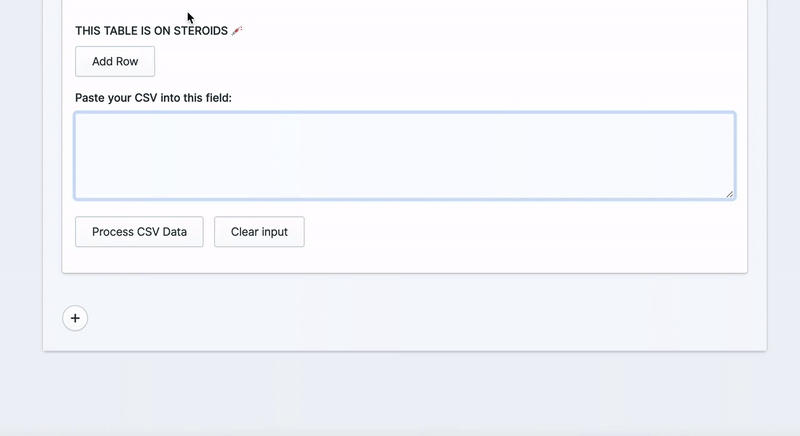 THIS TABLE IS ON STEROIDS 🧨
Add Row
Paste your CSV into this field:
Process CSV Data
Clear input
+